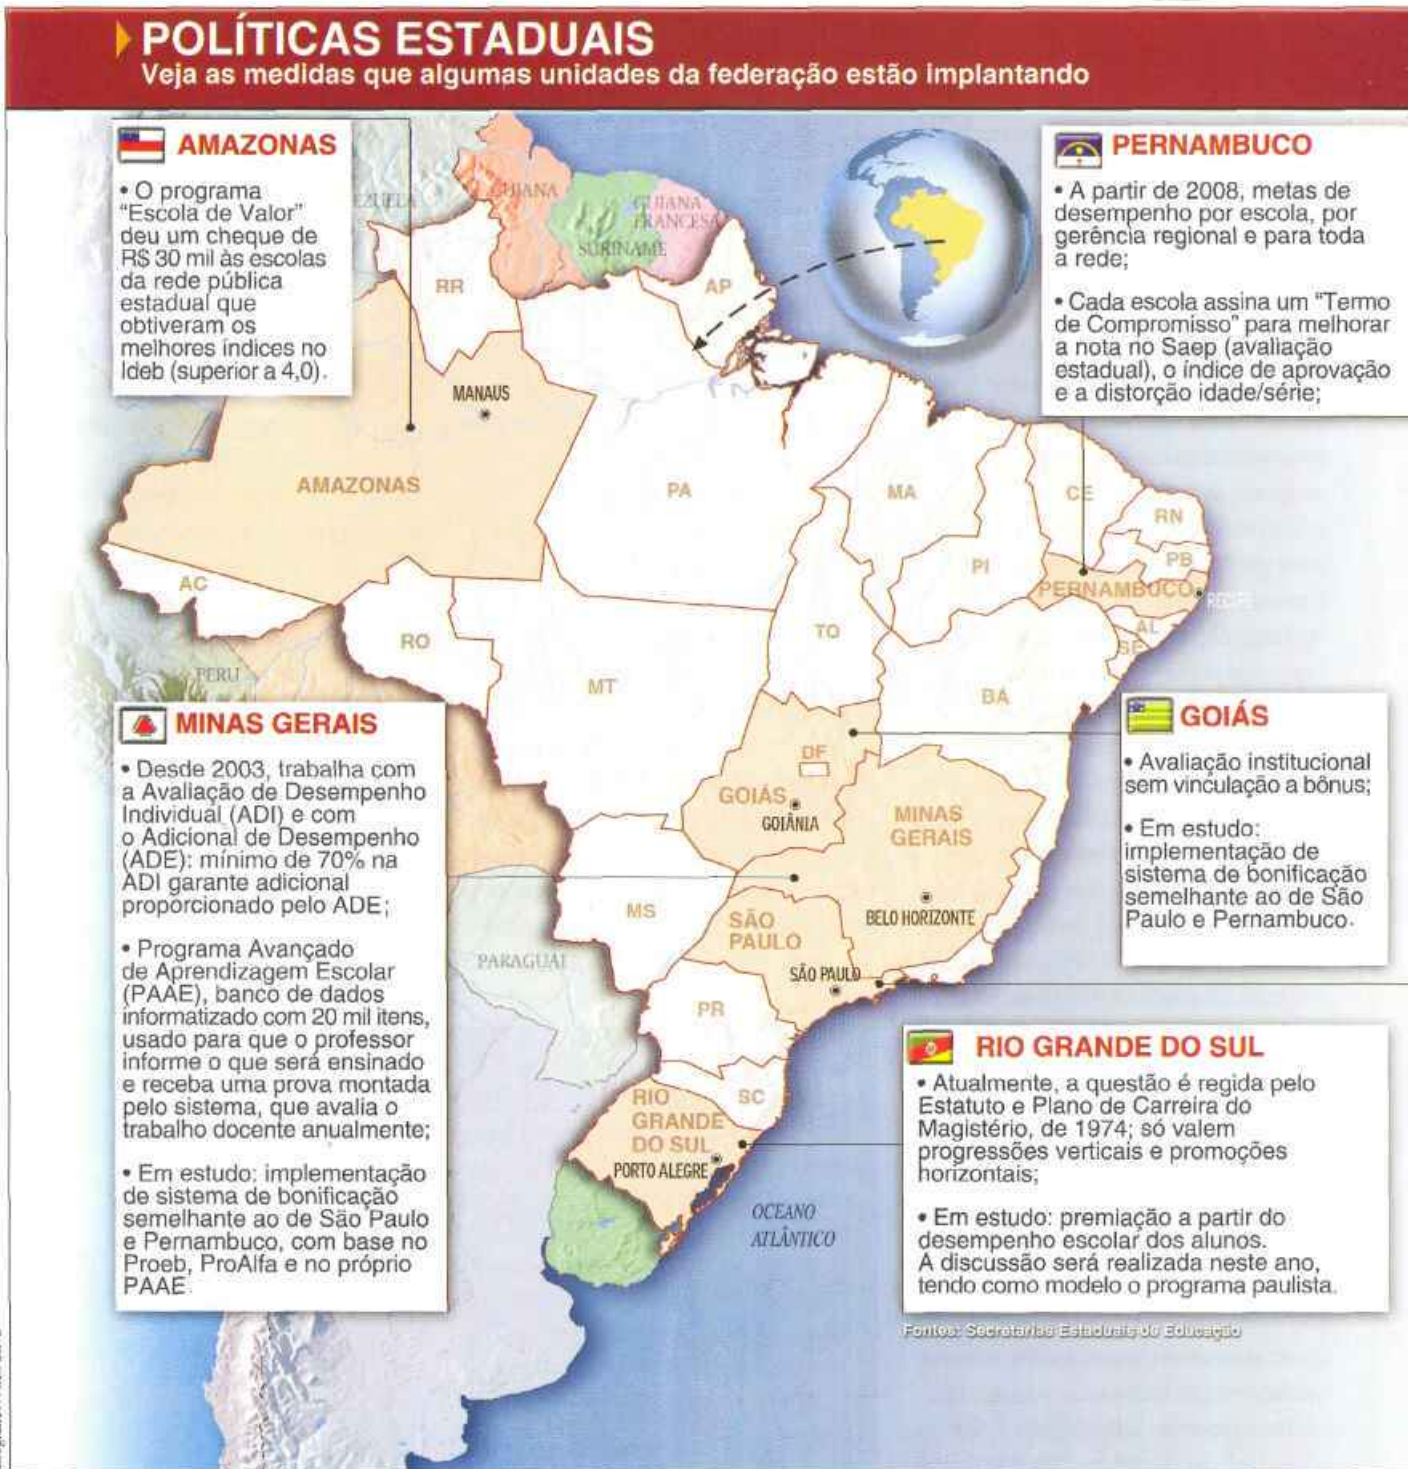 POLÍTICAS ESTADUAIS
Veja as medidas que algumas unidades da federação estão implantando
AMAZONAS
• O programa
“Escola de Valor”
deu um cheque de
R$ 30 mil às escolas
da rede pública
estadual que
obtiveram os
melhores índices no
Ideb (superior a 4,0).
PERNAMBUCO
• A partir de 2008, metas de
desempenho por escola, por
gerência regional e para toda
a rede;
• Cada escola assina um “Termo
de Compromisso” para melhorar
a nota no Saep (avaliação
estadual), o índice de aprovação
e a distorção idade/série;
GUIANA
GUIANA
FRANCESA
SURINAME
RR
AP
MANAUS
AMAZONAS
PA
MA
CE
RN
PB
PI
PERNAMBUCO
RECIFE
AL
SE
AC
RO
TO
MT
BA
PERU
MINAS GERAIS
• Desde 2003, trabalha com
a Avaliação de Desempenho
Individual (ADI) e com
o Adicional de Desempenho
(ADE): mínimo de 70% na
ADI garante adicional
proporcionado pelo ADE;
• Programa Avançado
de Aprendizagem Escolar
(PAAE), banco de dados
informatizado com 20 mil itens,
usado para que o professor
informe o que será ensinado
e receba uma prova montada
pelo sistema, que avalia o
trabalho docente anualmente;
• Em estudo: implementação
de sistema de bonificação
semelhante ao de São Paulo
e Pernambuco, com base no
Proeb, ProAlfa e no próprio
PAAE.
GOIÁS
• Avaliação institucional
sem vinculação a bônus;
• Em estudo:
implementação de
sistema de bonificação
semelhante ao de São
Paulo e Pernambuco.
DF
GOIÁS
GOIÂNIA
MINAS
GERAIS
BELO HORIZONTE
MS
SÃO
PAULO
SÃO PAULO
PARAGUAI
PR
SC
RIO
GRANDE
DO SUL
PORTO ALEGRE
OCEANO
ATLÂNTICO
RIO GRANDE DO SUL
• Atualmente, a questão é regida pelo
Estatuto e Plano de Carreira do
Magistério, de 1974; só valem
progressões verticais e promoções
horizontais;
• Em estudo: premiação a partir do
desempenho escolar dos alunos.
A discussão será realizada neste ano,
tendo como modelo o programa paulista.
Fontes: Secretarias Estaduais de Educação